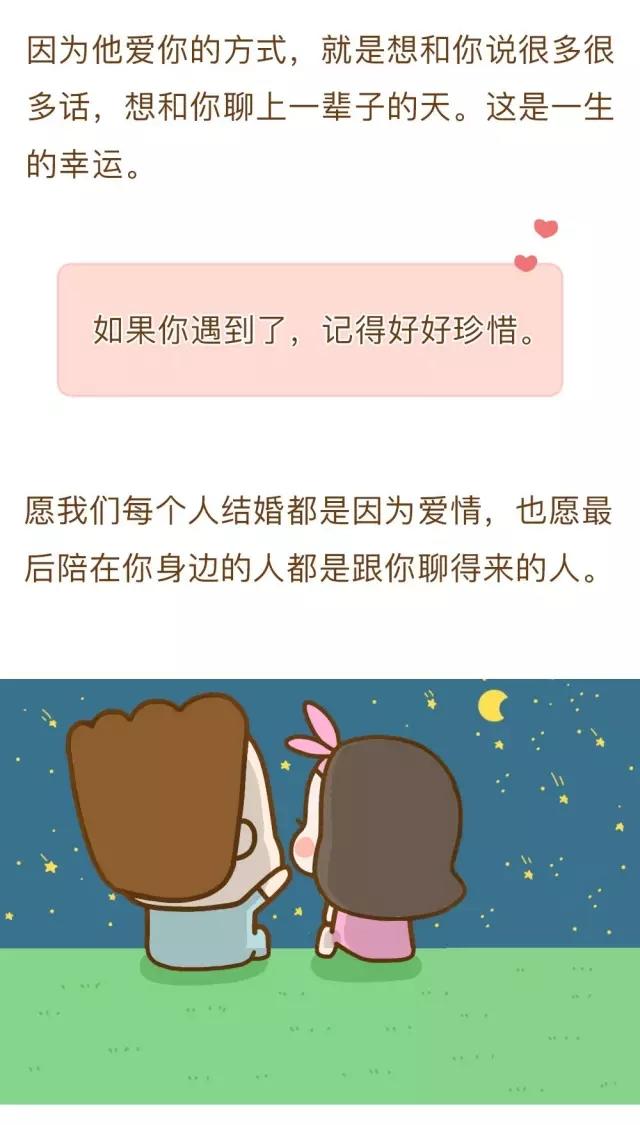 因为他爱你的方式，就是想和你说很多很
多话，想和你聊上一辈子的天。这是一生
的幸运。
如果你遇到了，记得好好珍惜。
愿我们每个人结婚都是因为爱情，也愿最
后陪在你身边的人都是跟你聊得来的人。